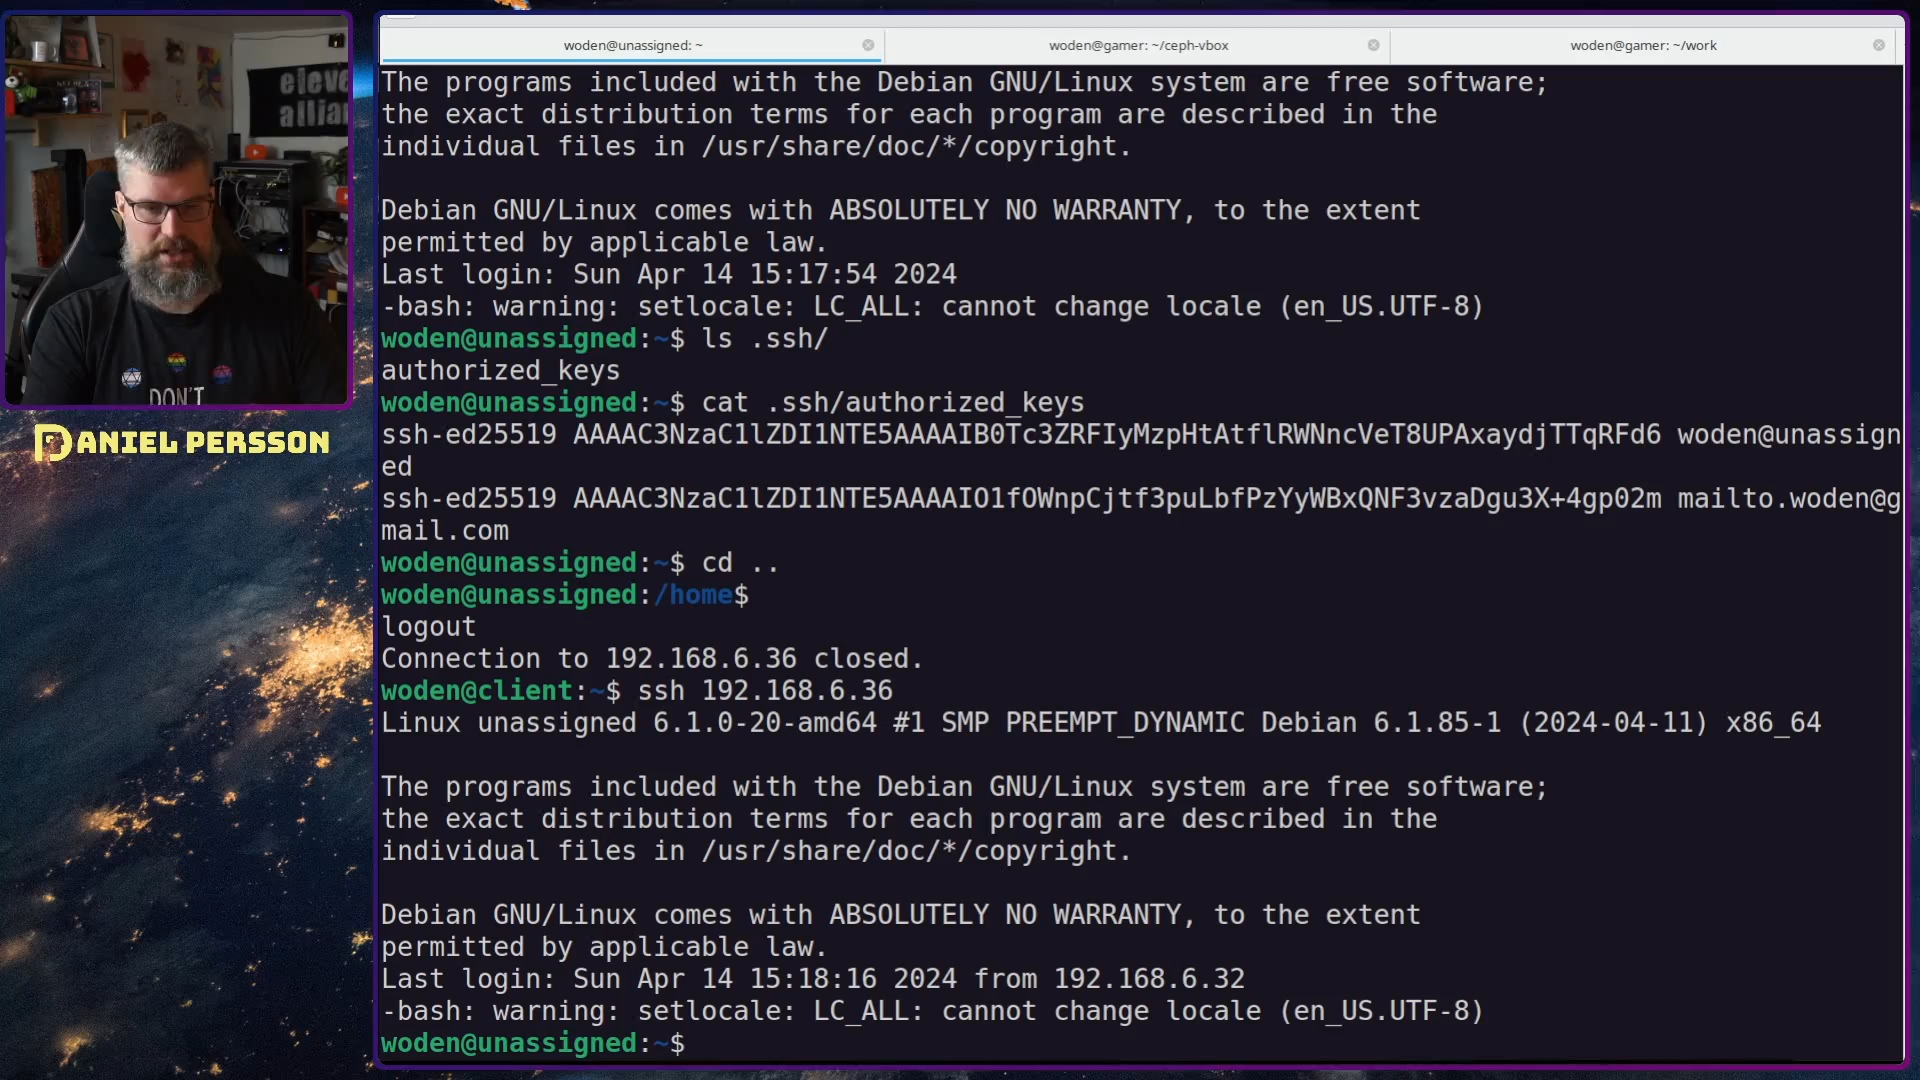 woden@unassigned: ~
woden@gamer: ~/ceph-vbox
woden@gamer: ~/work
eleve
allian
DON'T
DANIEL PERSSON
The programs included with the Debian GNU/Linux system are free software;
the exact distribution terms for each program are described in the
individual files in /usr/share/doc/*/copyright.
Debian GNU/Linux comes with ABSOLUTELY NO WARRANTY, to the extent
permitted by applicable law.
Last login: Sun Apr 14 15:17:54 2024
-bash: warning: setlocale: LC_ALL: cannot change locale (en_US.UTF-8)
woden@unassigned:~$ ls .ssh/
authorized_keys
woden@unassigned:~$ cat .ssh/authorized_keys
ssh-ed25519 AAAAC3NzaC1lZDI1NTE5AAAAIB0Tc3ZRFIyMzpHtAtflRWNncVeT8UPAxaydjTTqRFd6 woden@unassign
ed
ssh-ed25519 AAAAC3NzaC1lZDI1NTE5AAAAIO1fOWnpCjtf3puLbfPzYyWBxQNF3vzaDgu3X+4gp02m mailto.woden@g
mail.com
woden@unassigned:~$ cd ..
woden@unassigned:/home$
logout
Connection to 192.168.6.36 closed.
woden@client:~$ ssh 192.168.6.36
Linux unassigned 6.1.0-20-amd64 #1 SMP PREEMPT_DYNAMIC Debian 6.1.85-1 (2024-04-11) x86_64
The programs included with the Debian GNU/Linux system are free software;
the exact distribution terms for each program are described in the
individual files in /usr/share/doc/*/copyright.
Debian GNU/Linux comes with ABSOLUTELY NO WARRANTY, to the extent
permitted by applicable law.
Last login: Sun Apr 14 15:18:16 2024 from 192.168.6.32
-bash: warning: setlocale: LC_ALL: cannot change locale (en_US.UTF-8)
woden@unassigned:~$